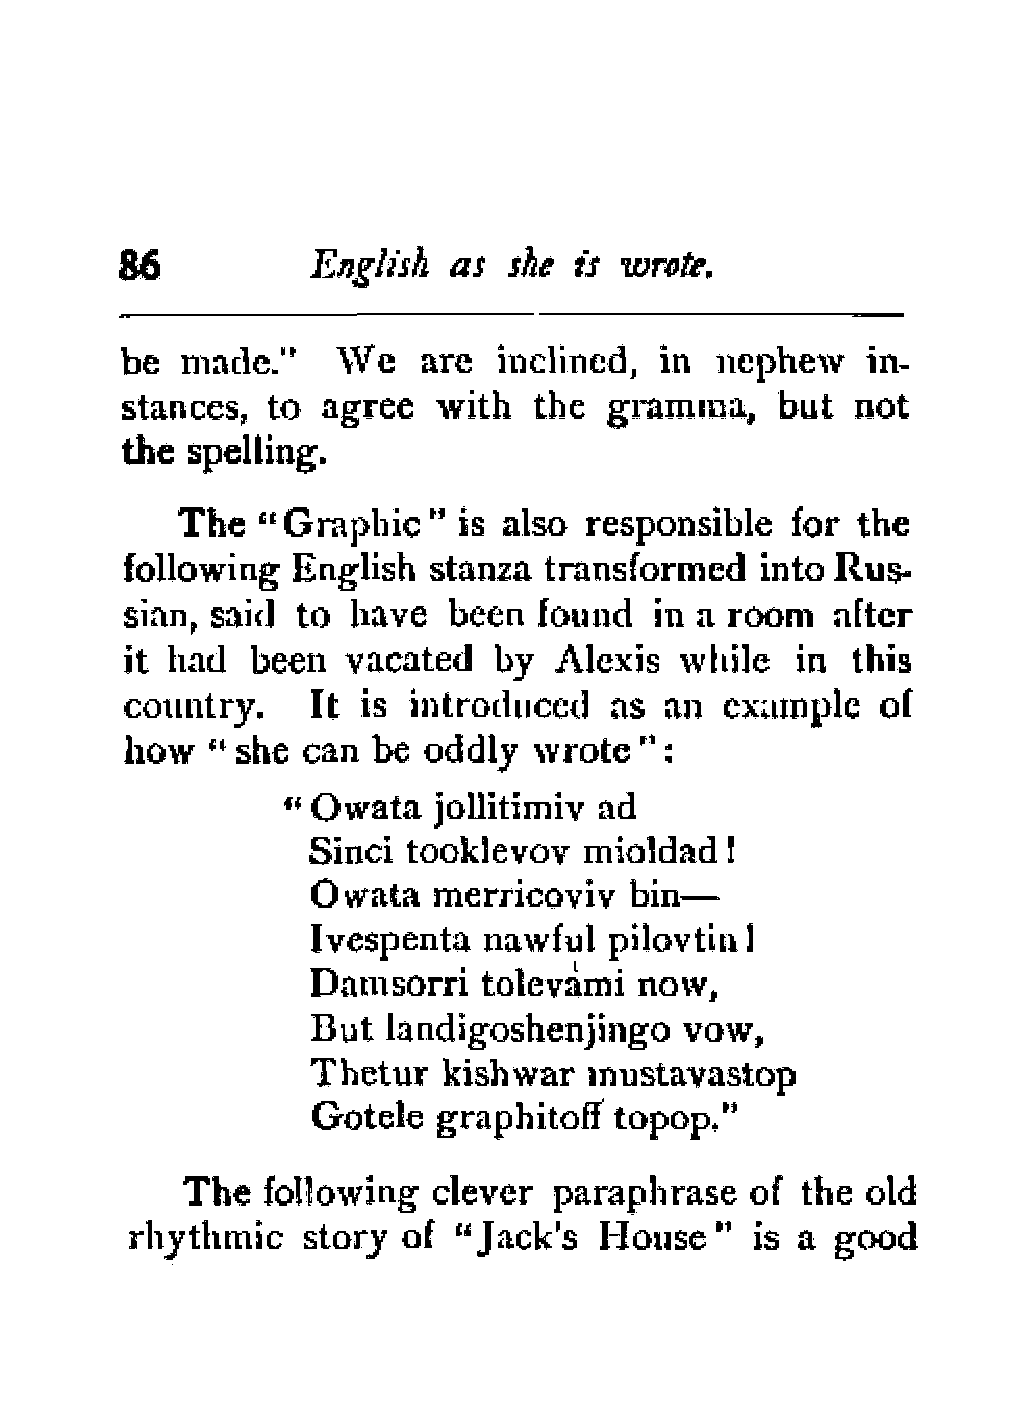 86 English as she is wrote.
be made." We are inclined, in nephew in-
stances, to agree with the gramma, but not
the spelling.
The "Graphic" is also responsible for the
following English stanza transformed into Rus-
sian, said to have been found in a room after
it had been vacated by Alexis while in this
country. It is introduced as an example of
how "she can be oddly wrote":
"Owata jollitimiv ad
Sinci tooklevov mioldad!
Owata merricoviv bin—
Ivespenta nawful pilovtin!
Damsorri tolevàmi now,
But landigoshenjingo vow,
Thetur kishwar mustavastop
Gotele graphitoff topop."
The following clever paraphrase of the old
rhythmic story of "Jack's House" is a good